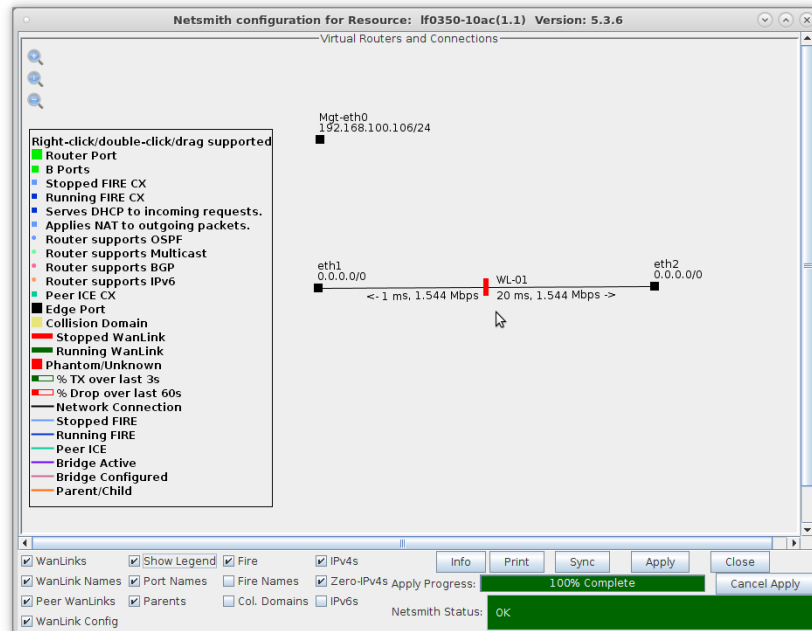 Netsmith configuration for Resource:  lf0350-10ac(1.1)  Version: 5.3.6
Virtual Routers and Connections
Mgt-eth0
192.168.100.106/24
Right-click/double-click/drag supported
Router Port
B Ports
Stopped FIRE CX
Running FIRE CX
Serves DHCP to incoming requests.
Applies NAT to outgoing packets.
Router supports OSPF
Router supports Multicast
Router supports BGP
Router supports IPv6
Peer ICE CX
Edge Port
Collision Domain
Stopped WanLink
Running WanLink
Phantom/Unknown
% TX over last 3s
% Drop over last 60s
Network Connection
Stopped FIRE
Running FIRE
Peer ICE
Bridge Active
Bridge Configured
Parent/Child
eth1
0.0.0.0/0
WL-01
<- 1 ms, 1.544 Mbps
20 ms, 1.544 Mbps ->
eth2
0.0.0.0/0
WanLinks Show Legend Fire IPv4s Info Print Sync Apply Close
WanLink Names Port Names Fire Names Zero-IPv4s Apply Progress: 100% Complete Cancel Apply
Peer WanLinks Parents Col. Domains IPv6s
Netsmith Status: OK
WanLink Config